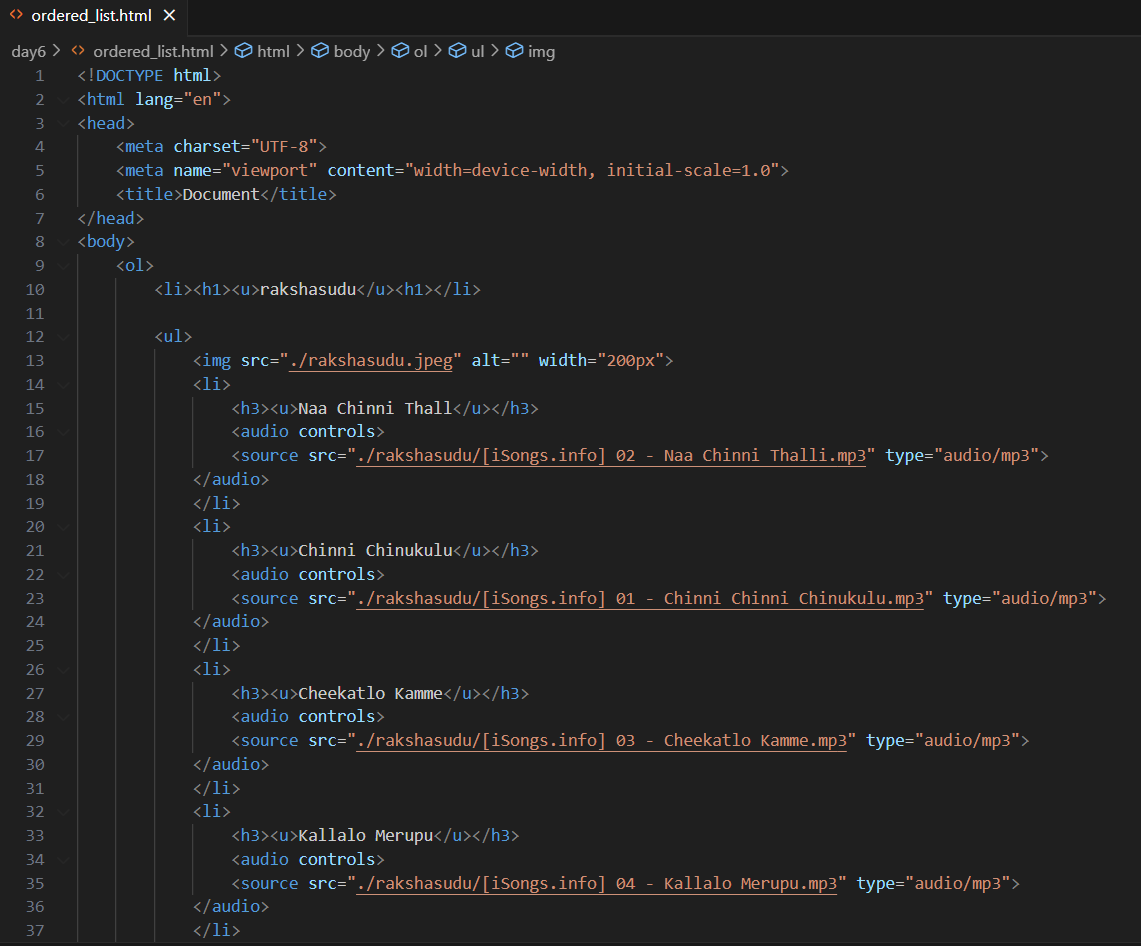 ordered_list.html
day6 > ordered_list.html > html > body > ol > ul > img
1 <!DOCTYPE html>
2 <html lang="en">
3 <head>
4     <meta charset="UTF-8">
5     <meta name="viewport" content="width=device-width, initial-scale=1.0">
6     <title>Document</title>
7 </head>
8 <body>
9     <ol>
10         <li><h1><u>rakshasudu</u><h1></li>
11
12         <ul>
13             <img src="./rakshasudu.jpeg" alt="" width="200px">
14             <li>
15                 <h3><u>Naa Chinni Thall</u></h3>
16                 <audio controls>
17                 <source src="./rakshasudu/[iSongs.info] 02 - Naa Chinni Thalli.mp3" type="audio/mp3">
18             </audio>
19             </li>
20             <li>
21                 <h3><u>Chinni Chinukulu</u></h3>
22                 <audio controls>
23                 <source src="./rakshasudu/[iSongs.info] 01 - Chinni Chinni Chinukulu.mp3" type="audio/mp3">
24             </audio>
25             </li>
26             <li>
27                 <h3><u>Cheekatlo Kamme</u></h3>
28                 <audio controls>
29                 <source src="./rakshasudu/[iSongs.info] 03 - Cheekatlo Kamme.mp3" type="audio/mp3">
30             </audio>
31             </li>
32             <li>
33                 <h3><u>Kallalo Merupu</u></h3>
34                 <audio controls>
35                 <source src="./rakshasudu/[iSongs.info] 04 - Kallalo Merupu.mp3" type="audio/mp3">
36             </audio>
37             </li>